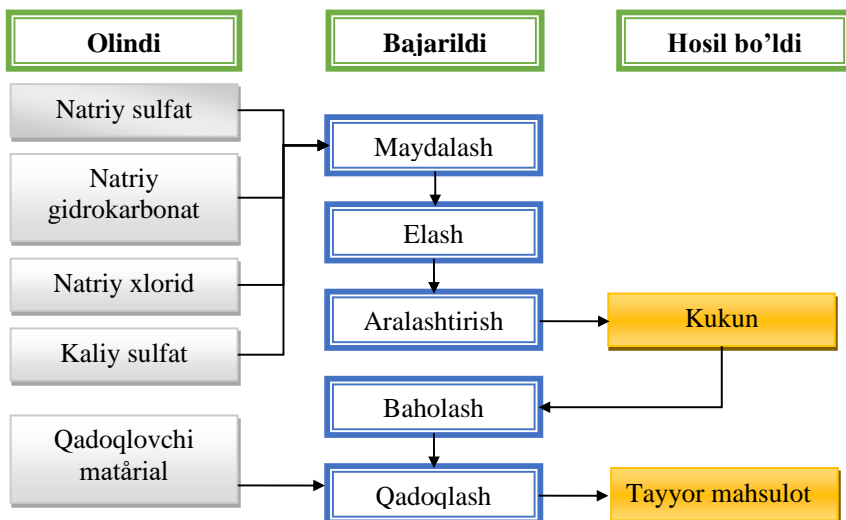 Olindi
Bajarildi
Hosil bo’ldi
Natriy sulfat
Natriy
gidrokarbonat
Natriy xlorid
Kaliy sulfat
Qadoqlovchi
matårial
Maydalash
Elash
Aralashtirish
Baholash
Qadoqlash
Kukun
Tayyor mahsulot